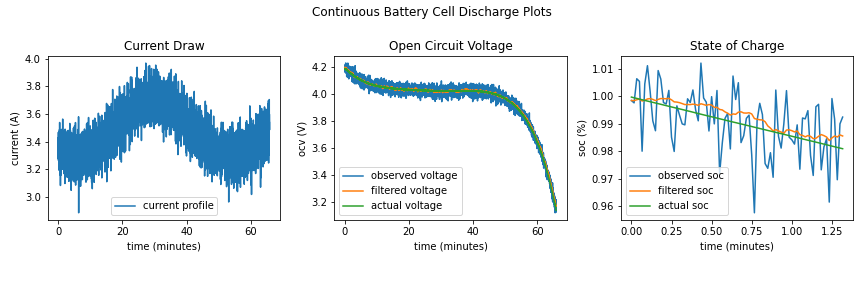 Continuous Battery Cell Discharge Plots
Current Draw
current (A)
4.0
3.8
3.6
3.4
3.2
3.0
0
20
40
60
time (minutes)
current profile
Open Circuit Voltage
ocv (V)
4.2
4.0
3.8
3.6
3.4
3.2
0
20
40
60
time (minutes)
observed voltage
filtered voltage
actual voltage
State of Charge
soc (%)
1.01
1.00
0.99
0.98
0.97
0.96
0.00
0.25
0.50
0.75
1.00
1.25
time (minutes)
observed soc
filtered soc
actual soc